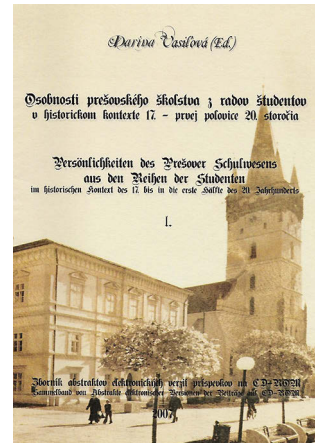 Darina Vasiľová (Ed.)
Osobnosti prešovského školstva z radov študentov
v historickom kontexte 17. - prvej polovice 20. storočia
Persönlichkeiten des Prešover Schulwesens
aus den Reihen der Studenten
im historischen Kontext des 17. bis in die erste Hälfte des 20. Jahrhunderts
I.
Zborník abstraktov elektronických verzií príspevkov na CD-ROM
Sammelband von Abstrakte elektronischer Versionen der Beiträge auf CD-ROM
2007